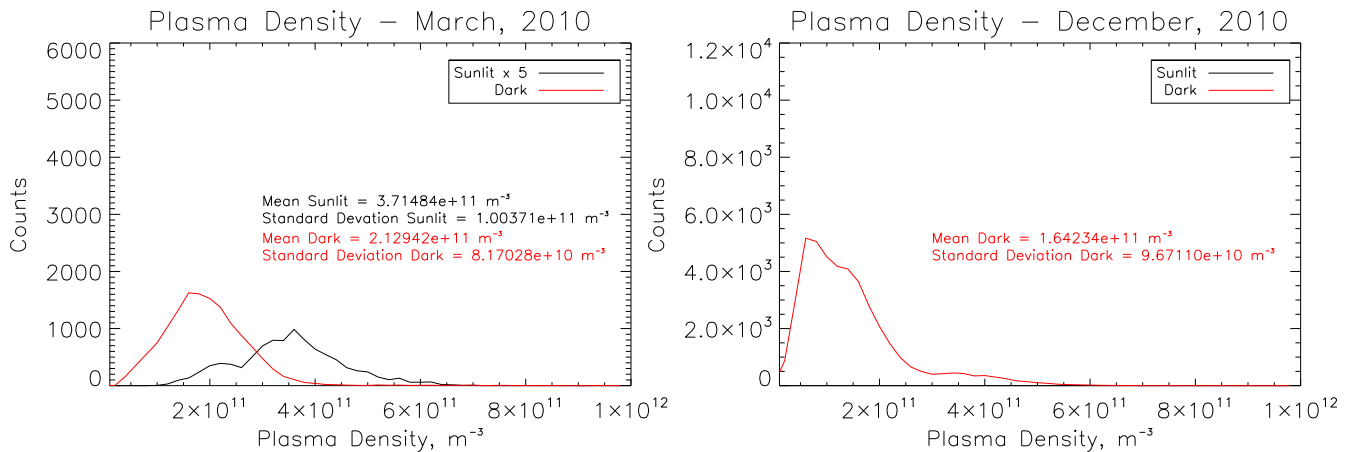 Plasma Density – March, 2010
6000
5000
4000
3000
2000
1000
0
Counts
Sunlit x 5
Dark
Mean Sunlit = 3.71484e+11 m⁻³
Standard Devation Sunlit = 1.00371e+11 m⁻³
Mean Dark = 2.12942e+11 m⁻³
Standard Deviation Dark = 8.17028e+10 m⁻³
2×10¹¹ 4×10¹¹ 6×10¹¹ 8×10¹¹ 1×10¹²
Plasma Density, m⁻³
Plasma Density – December, 2010
1.2×10⁴
1.0×10⁴
8.0×10³
6.0×10³
4.0×10³
2.0×10³
0
Counts
Sunlit
Dark
Mean Dark = 1.64234e+11 m⁻³
Standard Deviation Dark = 9.67110e+10 m⁻³
2×10¹¹ 4×10¹¹ 6×10¹¹ 8×10¹¹ 1×10¹²
Plasma Density, m⁻³